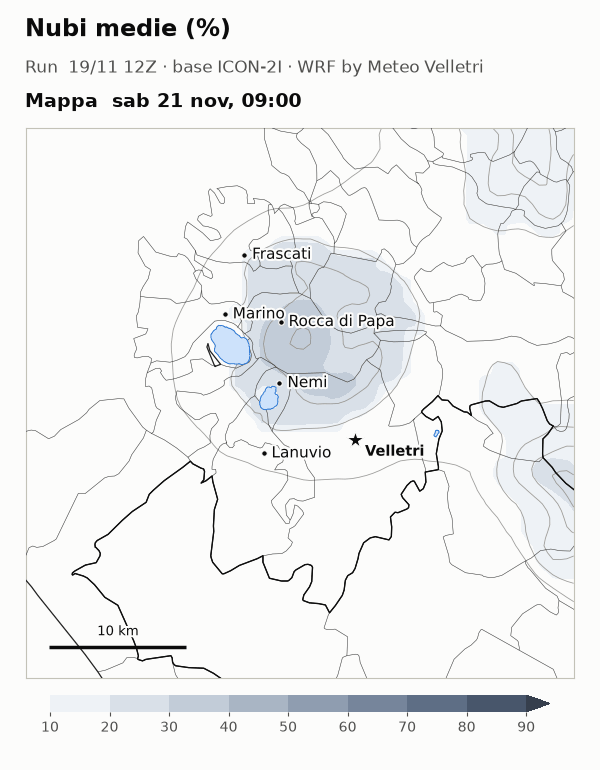 Nubi medie (%)
Run  19/11 12Z · base ICON-2I · WRF by Meteo Velletri
Mappa  sab 21 nov, 09:00
Frascati
Marino
Rocca di Papa
Nemi
Lanuvio
Velletri
10 km
10 20 30 40 50 60 70 80 90